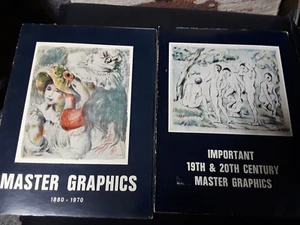 MASTER GRAPHICS
1880 - 1970
IMPORTANT
19TH & 20TH CENTURY
MASTER GRAPHICS